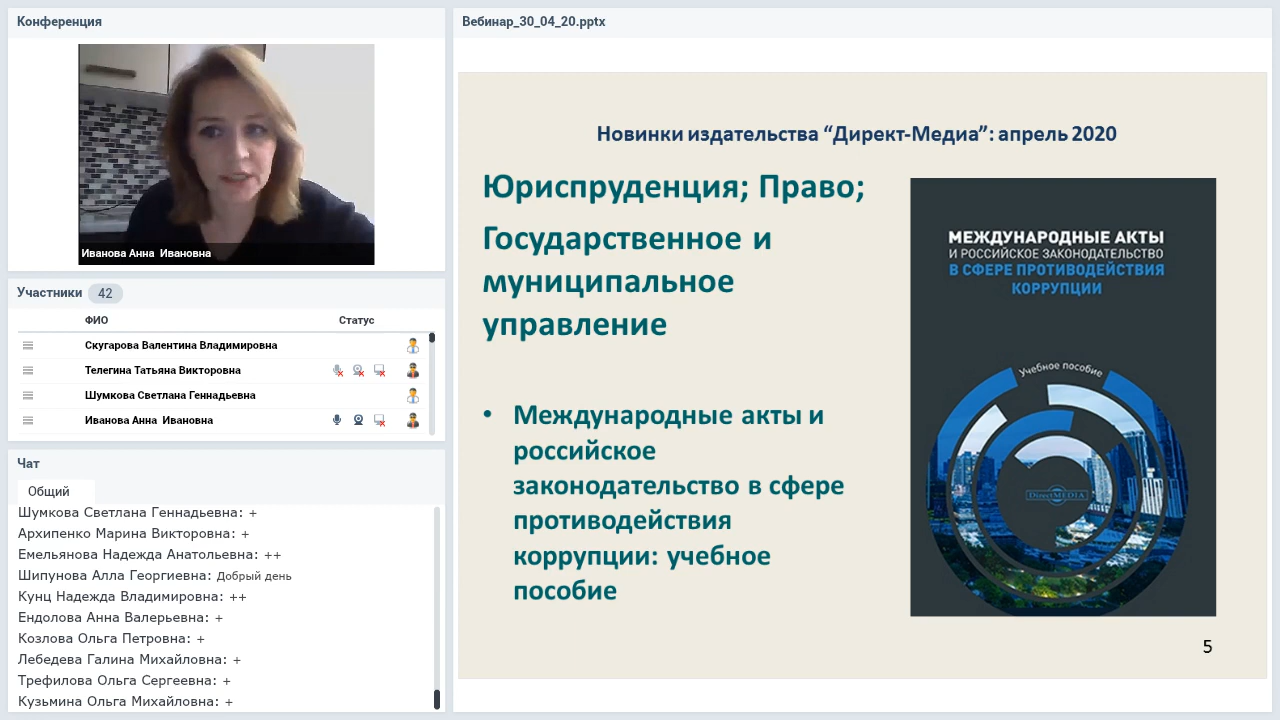 Конференция
Иванова Анна Ивановна
Участники 42
ФИО Статус
Скугарова Валентина Владимировна
Телегина Татьяна Викторовна
Шумкова Светлана Геннадьевна
Иванова Анна Ивановна
Чат
Общий
Шумкова Светлана Геннадьевна: +
Архипенко Марина Викторовна: +
Емельянова Надежда Анатольевна: ++
Шипунова Алла Георгиевна: Добрый день
Кунц Надежда Владимировна: ++
Ендолова Анна Валерьевна: +
Козлова Ольга Петровна: +
Лебедева Галина Михайловна: +
Трефилова Ольга Сергеевна: +
Кузьмина Ольга Михайловна: +
Вебинар_30_04_20.pptx
Новинки издательства “Директ-Медиа”: апрель 2020
Юриспруденция; Право;
Государственное и
муниципальное
управление
• Международные акты и
российское
законодательство в сфере
противодействия
коррупции: учебное
пособие
МЕЖДУНАРОДНЫЕ АКТЫ
И РОССИЙСКОЕ ЗАКОНОДАТЕЛЬСТВО
В СФЕРЕ ПРОТИВОДЕЙСТВИЯ
КОРРУПЦИИ
Учебное пособие
DirectMEDIA
5